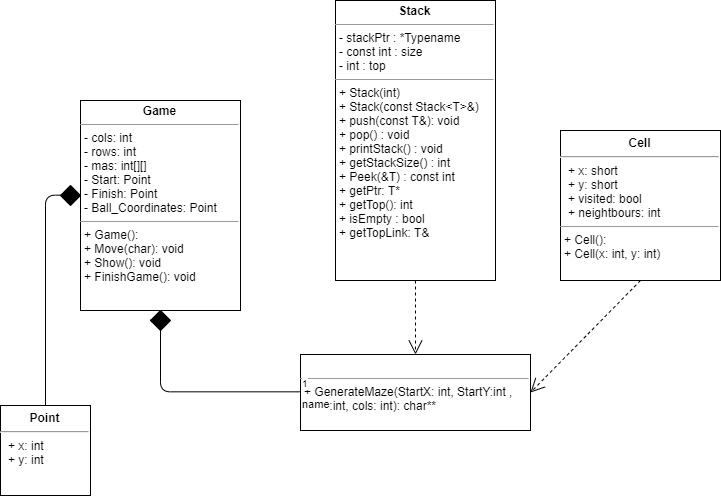 Stack
- stackPtr : *Typename
- const int : size
- int : top
+ Stack(int)
+ Stack(const Stack<T>&)
+ push(const T&): void
+ pop() : void
+ printStack() : void
+ getStackSize() : int
+ Peek(&T) : const int
+ getPtr: T*
+ getTop(): int
+ isEmpty : bool
+ getTopLink: T&
Game
- cols: int
- rows: int
- mas: int[][]
- Start: Point
- Finish: Point
- Ball_Coordinates: Point
+ Game():
+ Move(char): void
+ Show(): void
+ FinishGame(): void
Cell
+ x: short
+ y: short
+ visited: bool
+ neightbours: int
+ Cell():
+ Cell(x: int, y: int)
1
+ GenerateMaze(StartX: int, StartY:int ,
name:int, cols: int): char**
Point
+ x: int
+ y: int